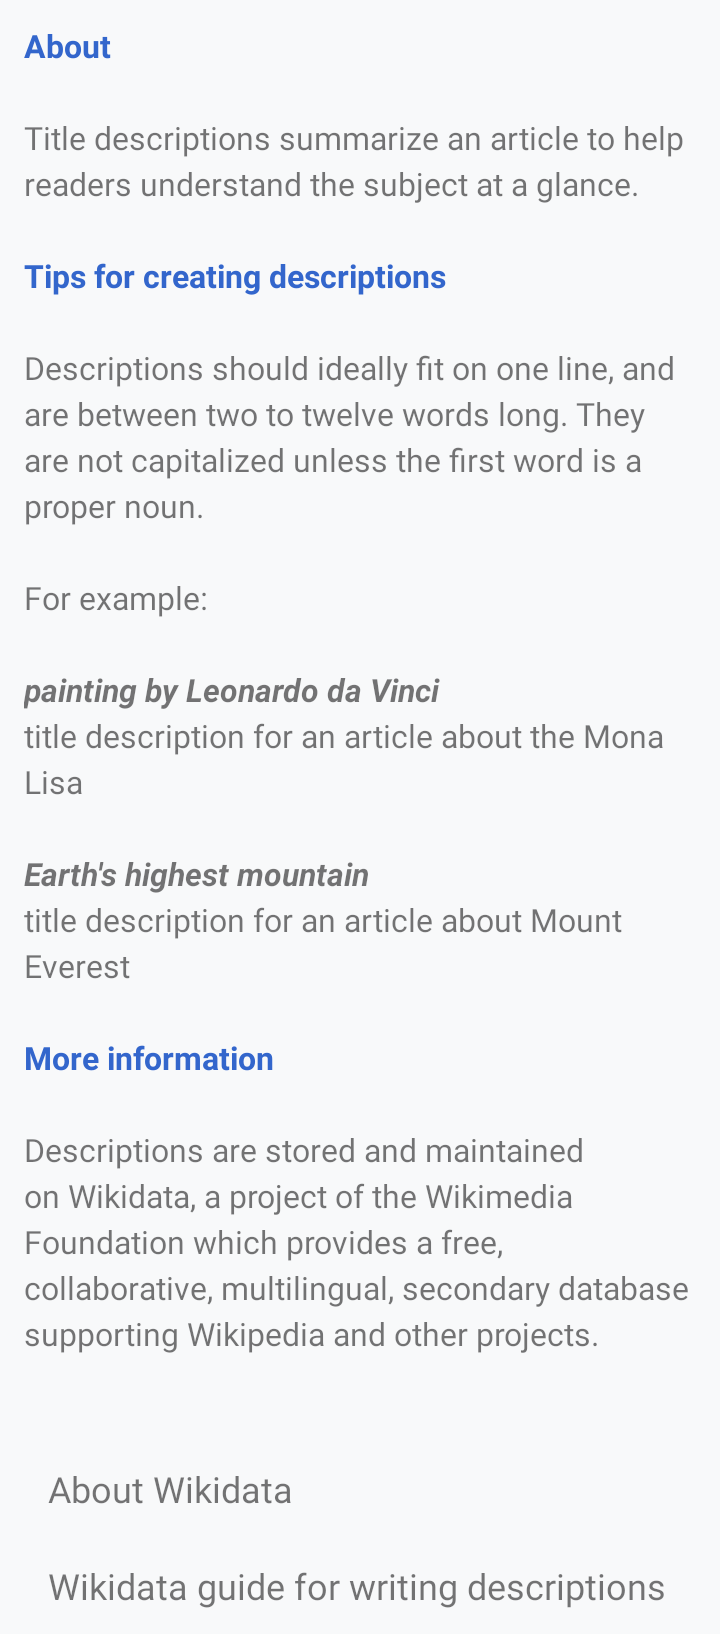 About
Title descriptions summarize an article to help
readers understand the subject at a glance.
Tips for creating descriptions
Descriptions should ideally fit on one line, and
are between two to twelve words long. They
are not capitalized unless the first word is a
proper noun.
For example:
painting by Leonardo da Vinci
title description for an article about the Mona
Lisa
Earth's highest mountain
title description for an article about Mount
Everest
More information
Descriptions are stored and maintained
on Wikidata, a project of the Wikimedia
Foundation which provides a free,
collaborative, multilingual, secondary database
supporting Wikipedia and other projects.
About Wikidata
Wikidata guide for writing descriptions